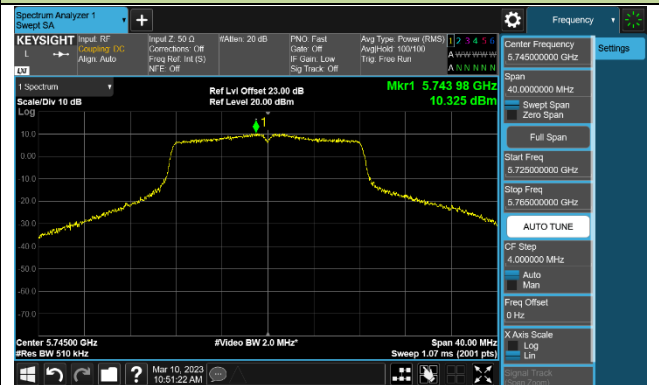 Spectrum Analyzer 1
Swept SA
+
Frequency
KEYSIGHT
L
LXI
Input: RF
Coupling: DC
Align: Auto
Input Z: 50 Ω
Corrections: Off
Freq Ref: Int (S)
NFE: Off
#Atten: 20 dB
PNO: Fast
Gate: Off
IF Gain: Low
Sig Track: Off
Avg Type: Power (RMS)
Avg|Hold: 100/100
Trig: Free Run
1 2 3 4 5 6
A W W W W W
A N N N N N
Settings
1 Spectrum
Scale/Div 10 dB
Log
Ref Lvl Offset 23.00 dB
Ref Level 20.00 dBm
Mkr1 5.743 98 GHz
10.325 dBm
1
10.0
0.00
-10.0
-20.0
-30.0
-40.0
-50.0
-60.0
-70.0
Center 5.74500 GHz
#Res BW 510 kHz
#Video BW 2.0 MHz*
Span 40.00 MHz
Sweep 1.07 ms (2001 pts)
Center Frequency
5.745000000 GHz
Span
40.0000000 MHz
Swept Span
Zero Span
Full Span
Start Freq
5.725000000 GHz
Stop Freq
5.765000000 GHz
AUTO TUNE
CF Step
4.000000 MHz
Auto
Man
Freq Offset
0 Hz
X Axis Scale
Log
Lin
Signal Track
(Span Zoom)
?
Mar 10, 2023
10:51:22 AM